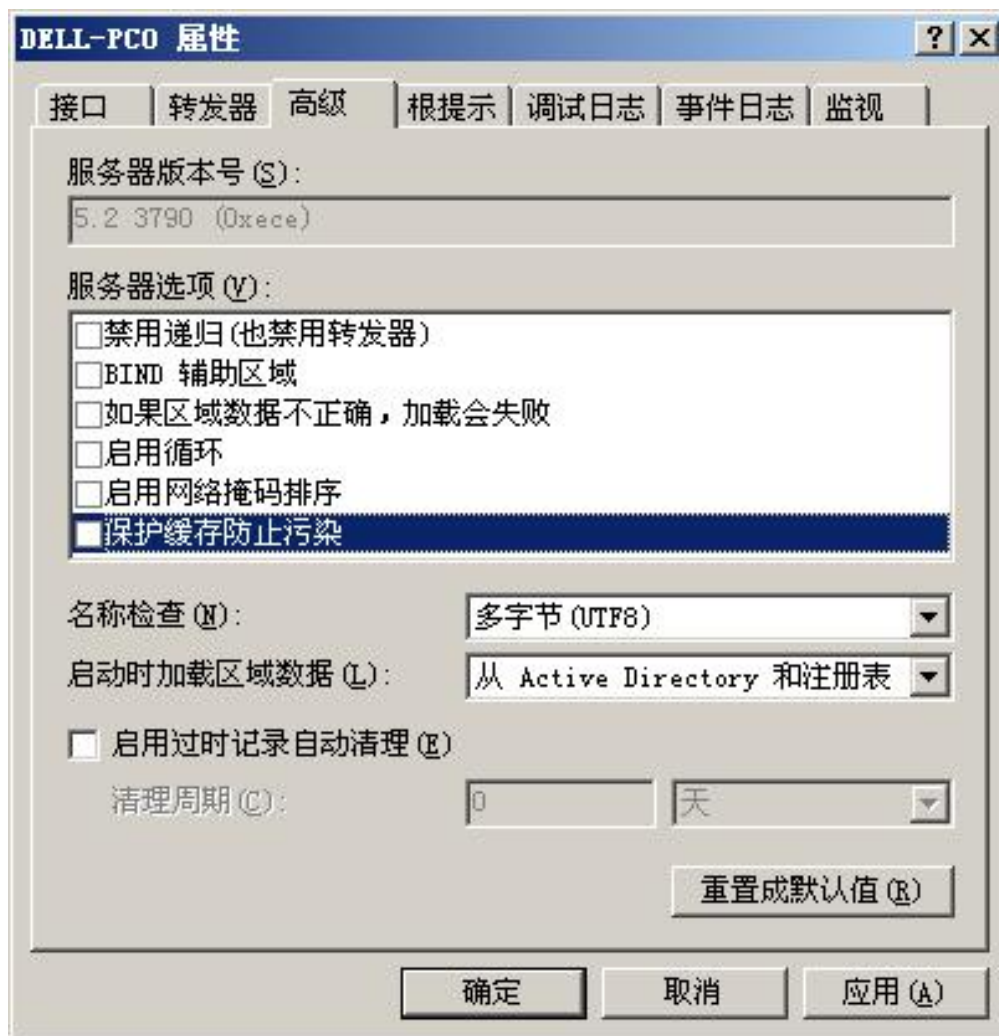 DELL-PC0 属性
接口 转发器 高级 根提示 调试日志 事件日志 监视
服务器版本号(S):
5.2 3790 (0xece)
服务器选项(V):
禁用递归(也禁用转发器)
BIND 辅助区域
如果区域数据不正确，加载会失败
启用循环
启用网络掩码排序
保护缓存防止污染
名称检查(N): 多字节(UTF8)
启动时加载区域数据(L): 从 Active Directory 和注册表
启用过时记录自动清理(E)
清理周期(C): 0 天
重置成默认值(R)
确定 取消 应用(A)